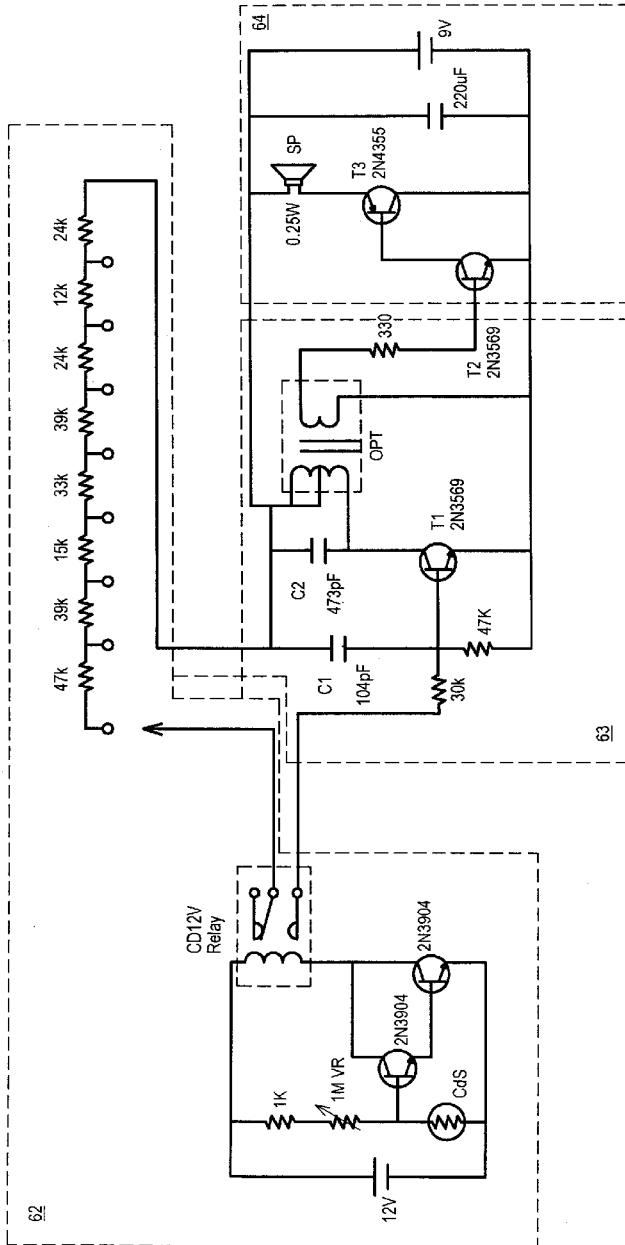 62
12V
1K
1M VR
CdS
2N3904
2N3904
CD12V
Relay
47k
39k
15k
33k
39k
24k
12k
24k
63
30k
47K
C1
104pF
C2
473pF
T1
2N3569
OPT
330
T2
2N3569
64
0.25W
SP
T3
2N4355
220uF
9V